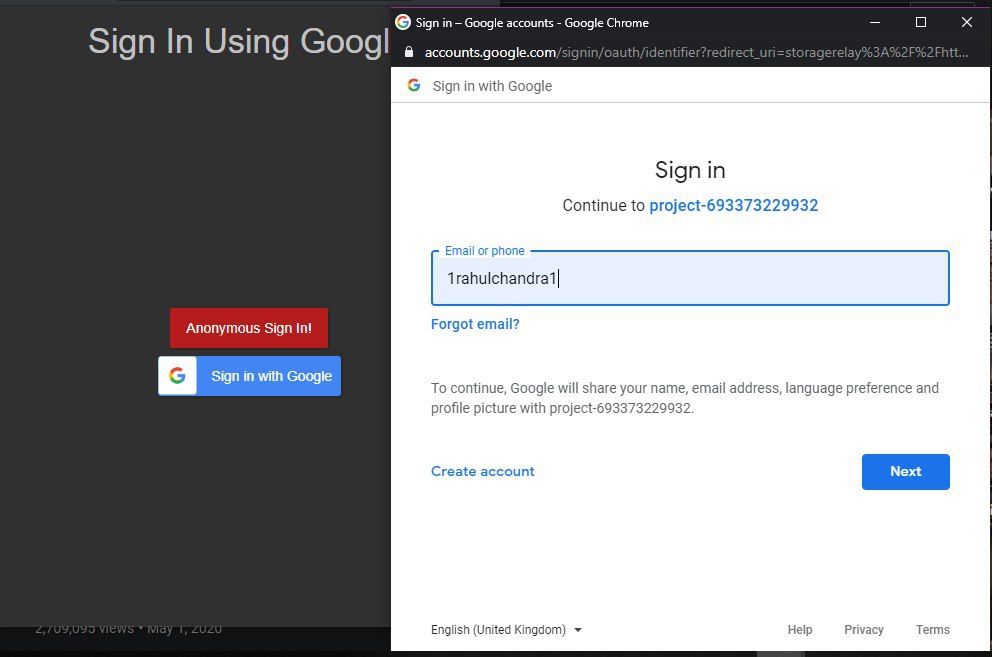 Sign In Using Googl
Anonymous Sign In!
Sign in with Google
2,709,095 views • May 1, 2020
Sign in – Google accounts - Google Chrome
accounts.google.com/signin/oauth/identifier?redirect_uri=storagerelay%3A%2F%2Fhtt...
Sign in with Google
Sign in
Continue to project-693373229932
Email or phone
1rahulchandra1
Forgot email?
To continue, Google will share your name, email address, language preference and
profile picture with project-693373229932.
Create account
Next
English (United Kingdom)
Help Privacy Terms